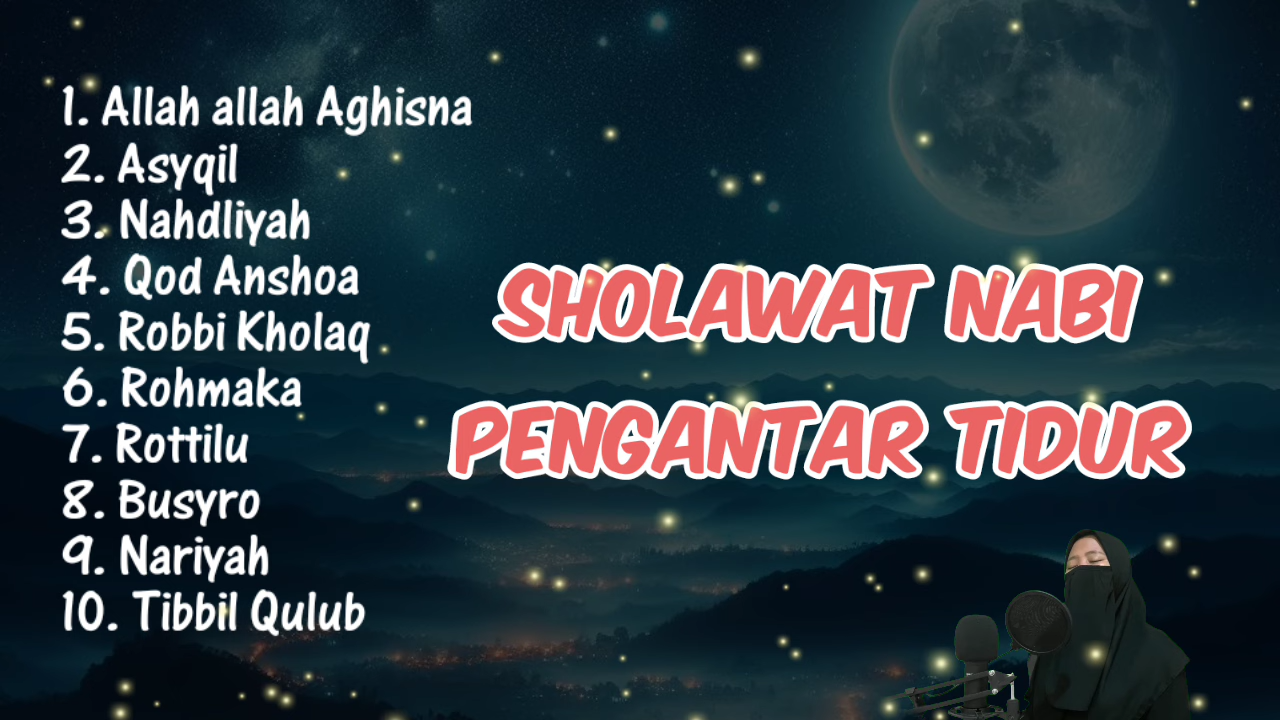 1. Allah allah Aghisna
2. Asyqil
3. Nahdliyah
4. Qod Anshoa
5. Robbi Kholaq
6. Rohmaka
7. Rottilu
8. Busyro
9. Nariyah
10. Tibbil Qulub
SHOLAWAT NABI
PENGANTAR TIDUR